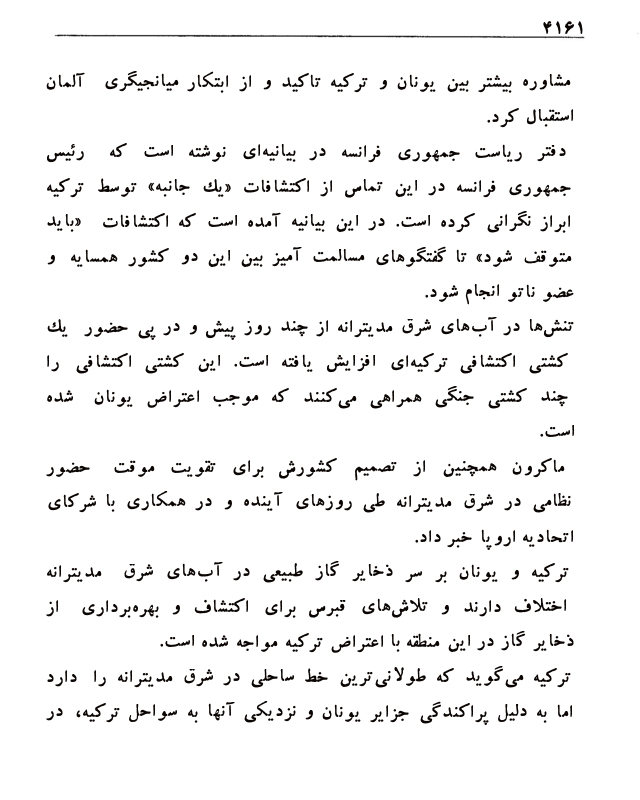 ۴۱۶۱
مشاوره بیشتر بین یونان و ترکیه تاکید و از ابتکار میانجیگری آلمان
استقبال کرد.
دفتر ریاست جمهوری فرانسه در بیانیه‌ای نوشته است که رئیس
جمهوری فرانسه در این تماس از اکتشافات «یك جانبه» توسط ترکیه
ابراز نگرانی کرده است. در این بیانیه آمده است که اکتشافات «باید
متوقف شود» تا گفتگوهای مسالمت آمیز بین این دو کشور همسایه و
عضو ناتو انجام شود.
تنش‌ها در آب‌های شرق مدیترانه از چند روز پیش و در پی حضور یك
کشتی اکتشافی ترکیه‌ای افزایش یافته است. این کشتی اکتشافی را
چند کشتی جنگی همراهی می‌کنند که موجب اعتراض یونان شده
است.
ماکرون همچنین از تصمیم کشورش برای تقویت موقت حضور
نظامی در شرق مدیترانه طی روزهای آینده و در همکاری با شرکای
اتحادیه اروپا خبر داد.
ترکیه و یونان بر سر ذخایر گاز طبیعی در آب‌های شرق مدیترانه
اختلاف دارند و تلاش‌های قبرس برای اکتشاف و بهره‌برداری از
ذخایر گاز در این منطقه با اعتراض ترکیه مواجه شده است.
ترکیه می‌گوید که طولانی‌ترین خط ساحلی در شرق مدیترانه را دارد
اما به دلیل پراکندگی جزایر یونان و نزدیکی آنها به سواحل ترکیه، در